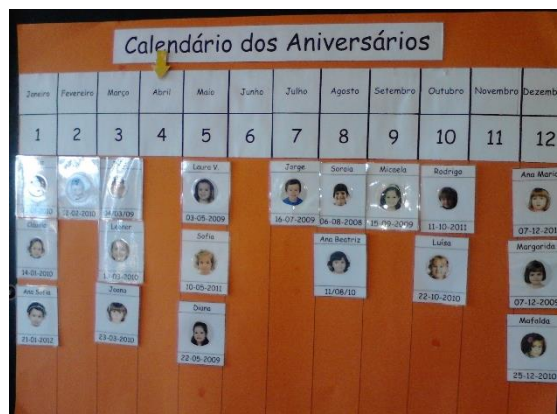 Calendário dos Aniversários
Janeiro Fevereiro Março Abril Maio Junho Julho Agosto Setembro Outubro Novembro Dezemb
1 2 3 4 5 6 7 8 9 10 11 12
Laura V. Jorge Soraia Micaela Rodrigo Ana Maria
12-02-2010 03-05-2009 16-07-2009 06-08-2008 15-09-2009 11-10-2011 07-12-201
Leonor Sofia Ana Beatriz Luísa Margarida
14-01-2010 10-05-2011 11/08/10 22-10-2010 07-12-2009
Ana Sofia Joana Diana Mafalda
21-01-2012 23-03-2010 22-05-2009 25-12-2010